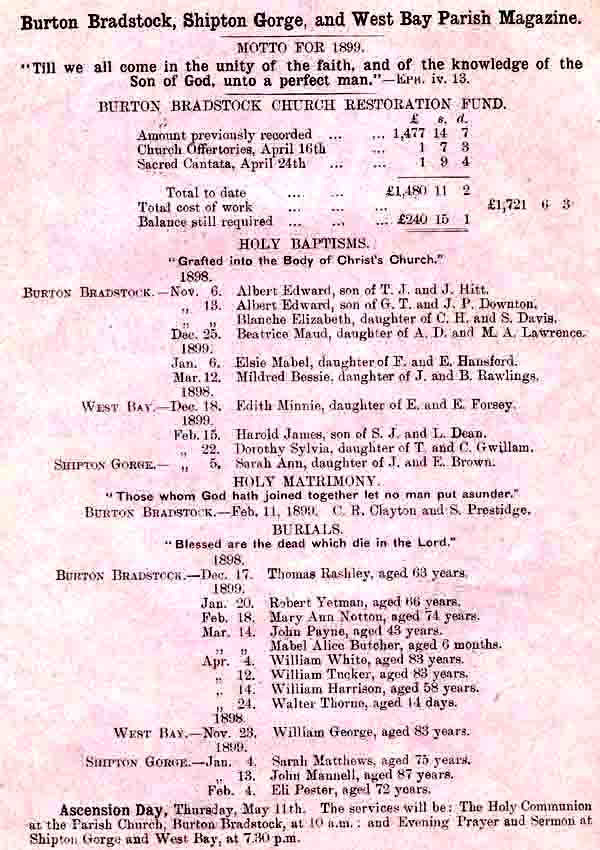 Burton Bradstock, Shipton Gorge, and West Bay Parish Magazine.
MOTTO FOR 1899.
"Till we all come in the unity of the faith, and of the knowledge of the
Son of God, unto a perfect man."—EPH. iv. 13.
BURTON BRADSTOCK CHURCH RESTORATION FUND.
£ s. d.
Amount previously recorded ... ... 1,477 14 7
Church Offertories, April 16th ... 1 7 3
Sacred Cantata, April 24th ... ... 1 9 4
Total to date ... ... £1,480 11 2
Total cost of work ... ... ... £1,721 6 3
Balance still required ... ... ... £240 15 1
HOLY BAPTISMS.
"Grafted into the Body of Christ's Church."
1898.
BURTON BRADSTOCK.—Nov. 6. Albert Edward, son of T. J. and J. Hitt.
„ 13. Albert Edward, son of G. T. and J. P. Downton.
„ „ Blanche Elizabeth, daughter of C. H. and S. Davis.
Dec. 25. Beatrice Maud, daughter of A. D. and M. A. Lawrence.
1899.
Jan. 6. Elsie Mabel, daughter of F. and E. Hansford.
Mar. 12. Mildred Bessie, daughter of J. and B. Rawlings.
1898.
WEST BAY.—Dec. 18. Edith Minnie, daughter of E. and E. Forsey.
1899.
Feb. 15. Harold James, son of S. J. and L. Dean.
„ 22. Dorothy Sylvia, daughter of T. and C. Gwillam.
SHIPTON GORGE.— „ 5. Sarah Ann, daughter of J. and E. Brown.
HOLY MATRIMONY.
"Those whom God hath joined together let no man put asunder."
BURTON BRADSTOCK.—Feb. 11, 1899. C. R. Clayton and S. Prestidge.
BURIALS.
"Blessed are the dead which die in the Lord."
1898.
BURTON BRADSTOCK.—Dec. 17. Thomas Rashley, aged 63 years.
1899.
Jan. 20. Robert Yetman, aged 66 years.
Feb. 18. Mary Ann Notton, aged 74 years.
Mar. 14. John Payne, aged 43 years.
„ „ Mabel Alice Butcher, aged 6 months.
Apr. 4. William White, aged 83 years.
„ 12. William Tucker, aged 83 years.
„ 14. William Harrison, aged 58 years.
„ 24. Walter Thorne, aged 14 days.
1898.
WEST BAY.—Nov. 23. William George, aged 83 years.
1899.
SHIPTON GORGE.—Jan. 4. Sarah Matthews, aged 75 years.
„ 13. John Mannell, aged 87 years.
Feb. 4. Eli Pester, aged 72 years.
Ascension Day, Thursday, May 11th. The services will be: The Holy Communion
at the Parish Church, Burton Bradstock, at 10 a.m.: and Evening Prayer and Sermon at
Shipton Gorge and West Bay, at 7.30 p.m.